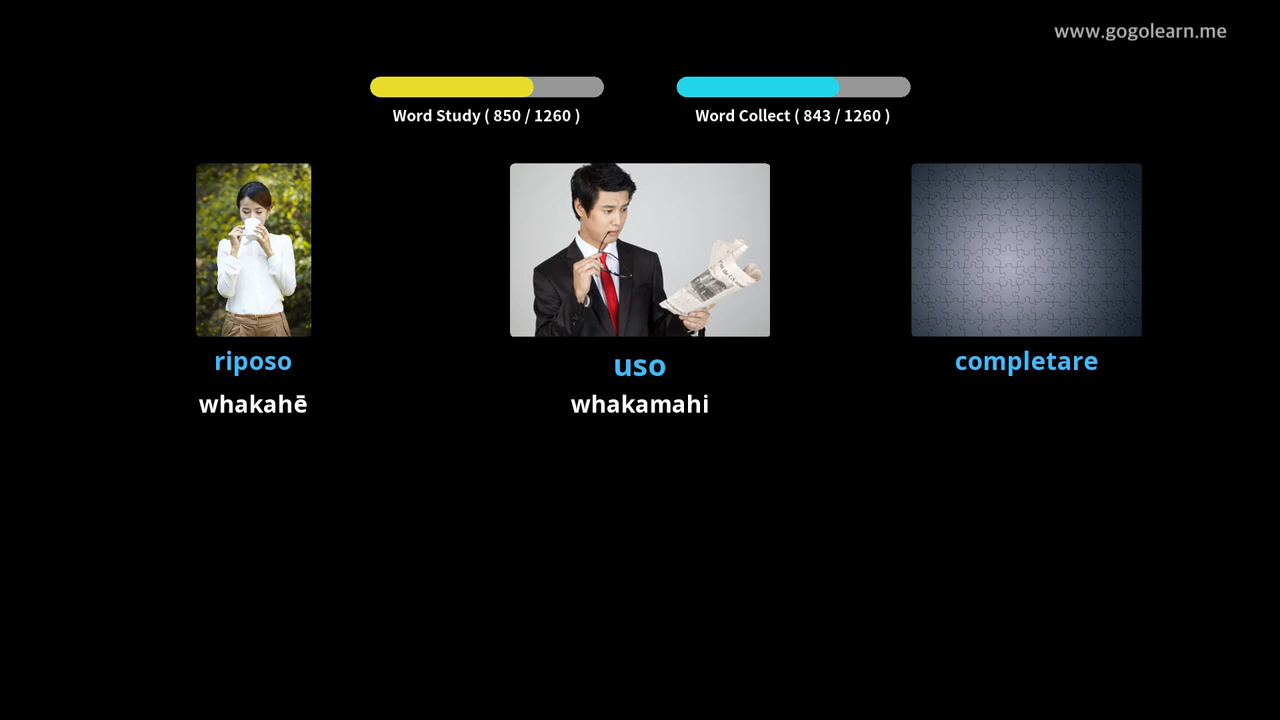 www.gogolearn.me
Word Study ( 850 / 1260 )
Word Collect ( 843 / 1260 )
riposo
uso
completare
whakahē
whakamahi